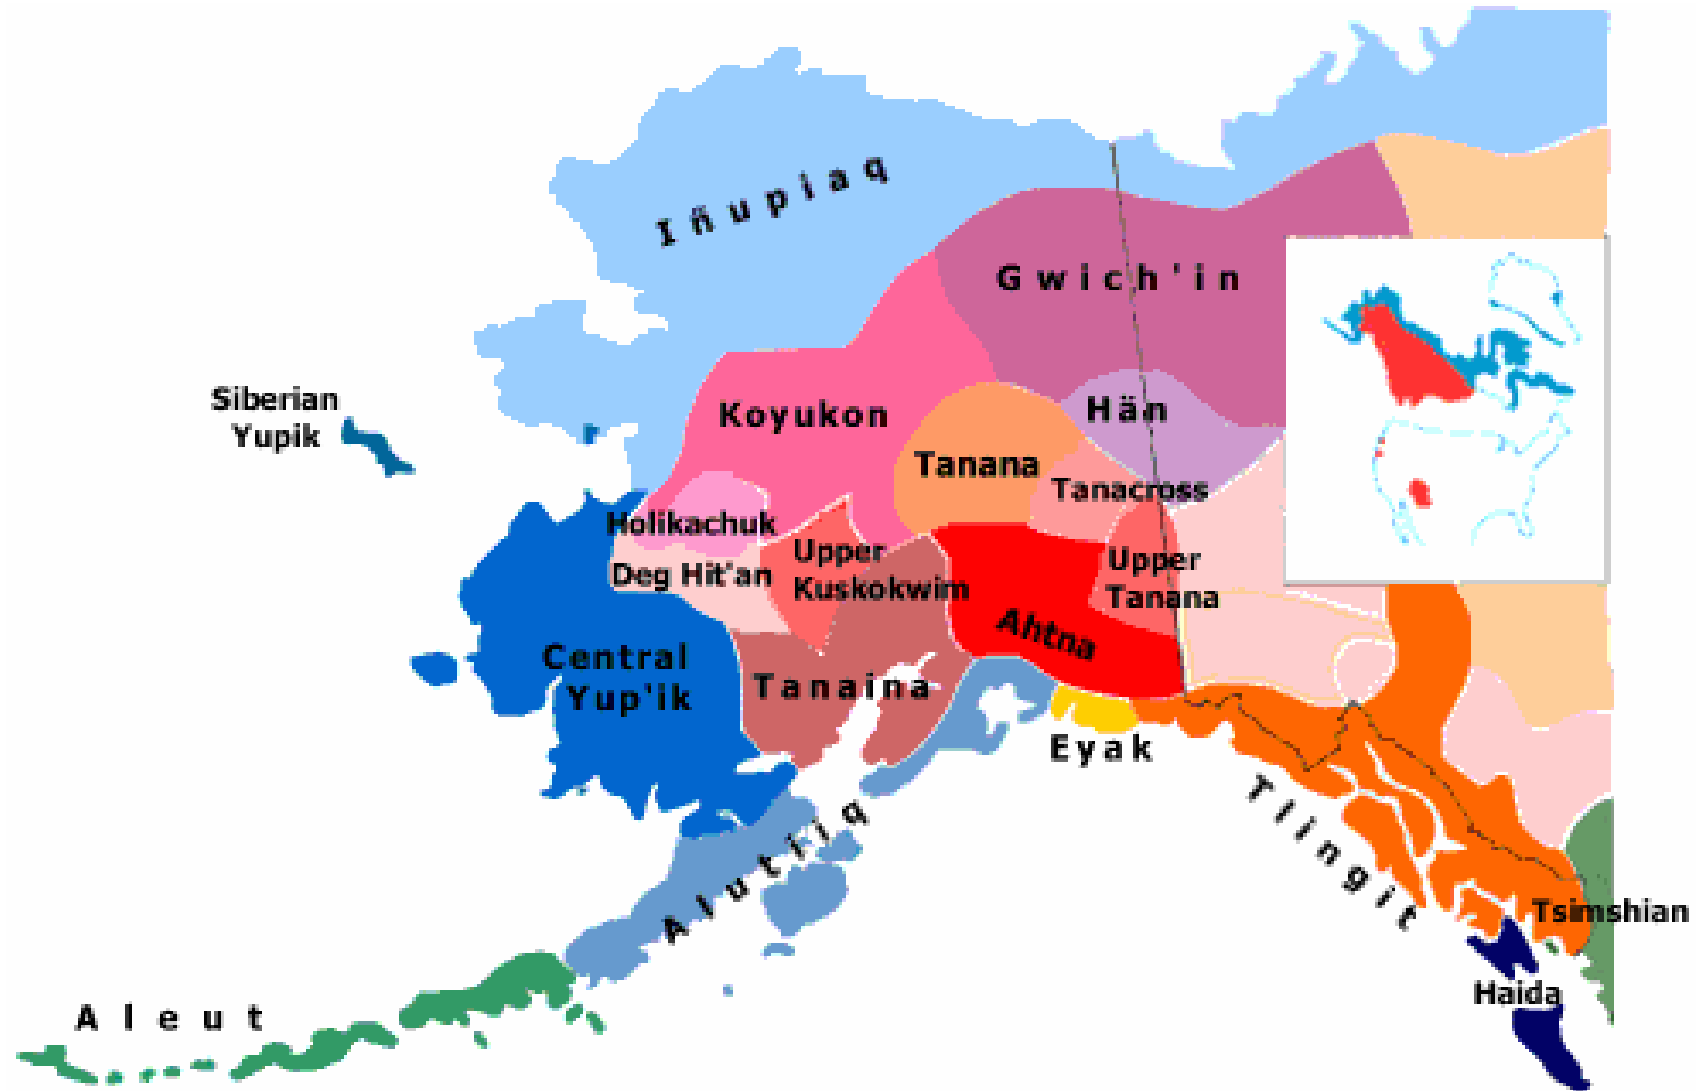 Iñupiaq
Gwich'in
Siberian
Yupik
Koyukon
Hän
Tanana
Tanacross
Holikachuk
Upper
Kuskokwim
Deg Hit'an
Upper
Tanana
Ahtna
Central
Yup'ik
Tanaina
Eyak
Tlingit
Alutiiq
Tsimshian
Haida
Aleut